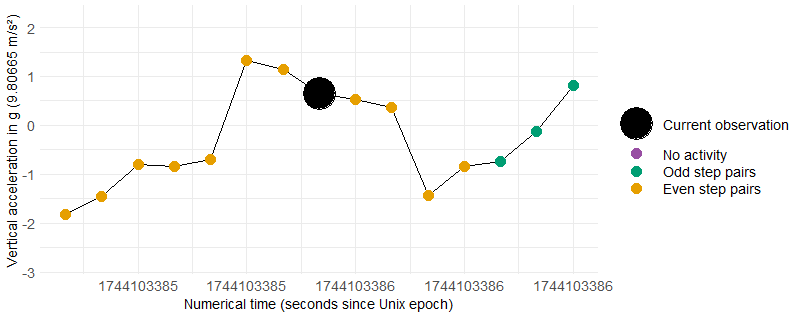 Vertical acceleration in g (9.80665 m/s²)
2
1
0
-1
-2
-3
1744103385 1744103385 1744103386 1744103386 1744103386
Numerical time (seconds since Unix epoch)
Current observation
No activity
Odd step pairs
Even step pairs